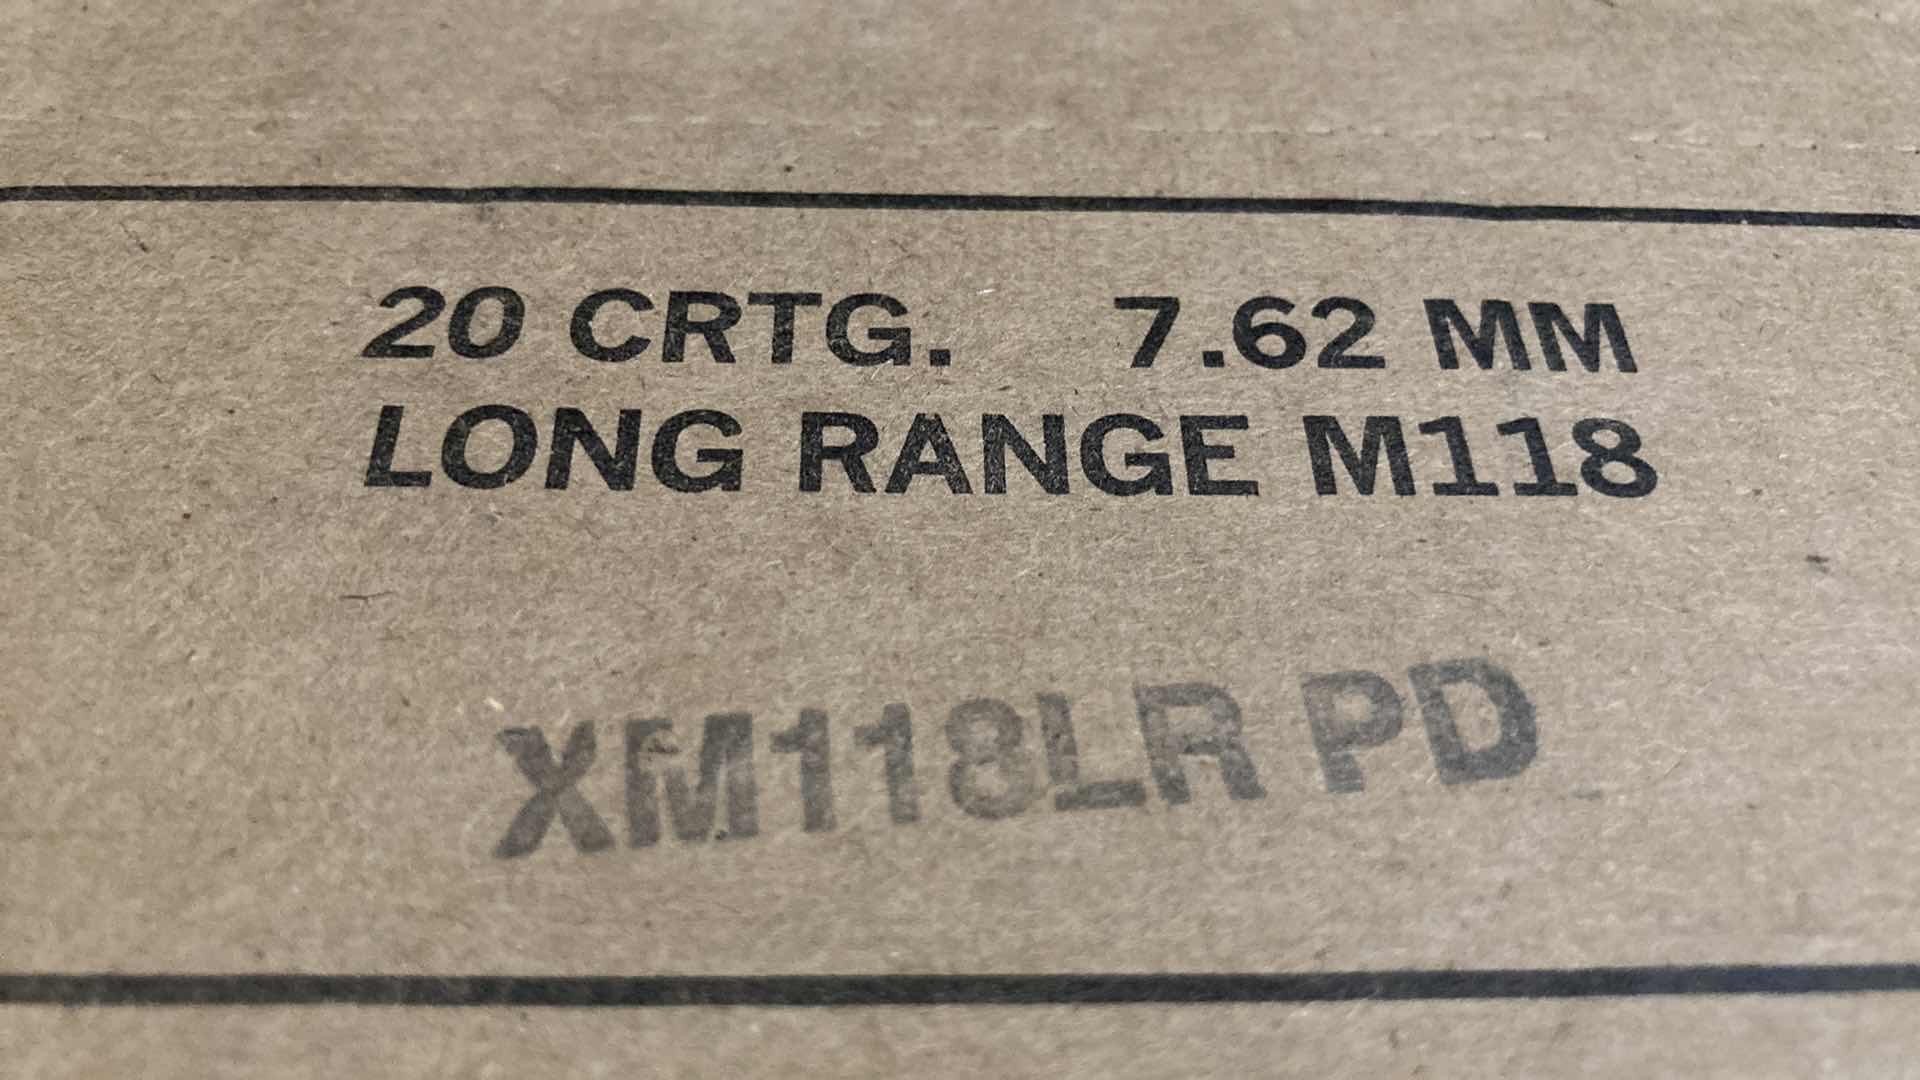 20 CRTG. 7.62 MM
LONG RANGE M118
XM118LR PD